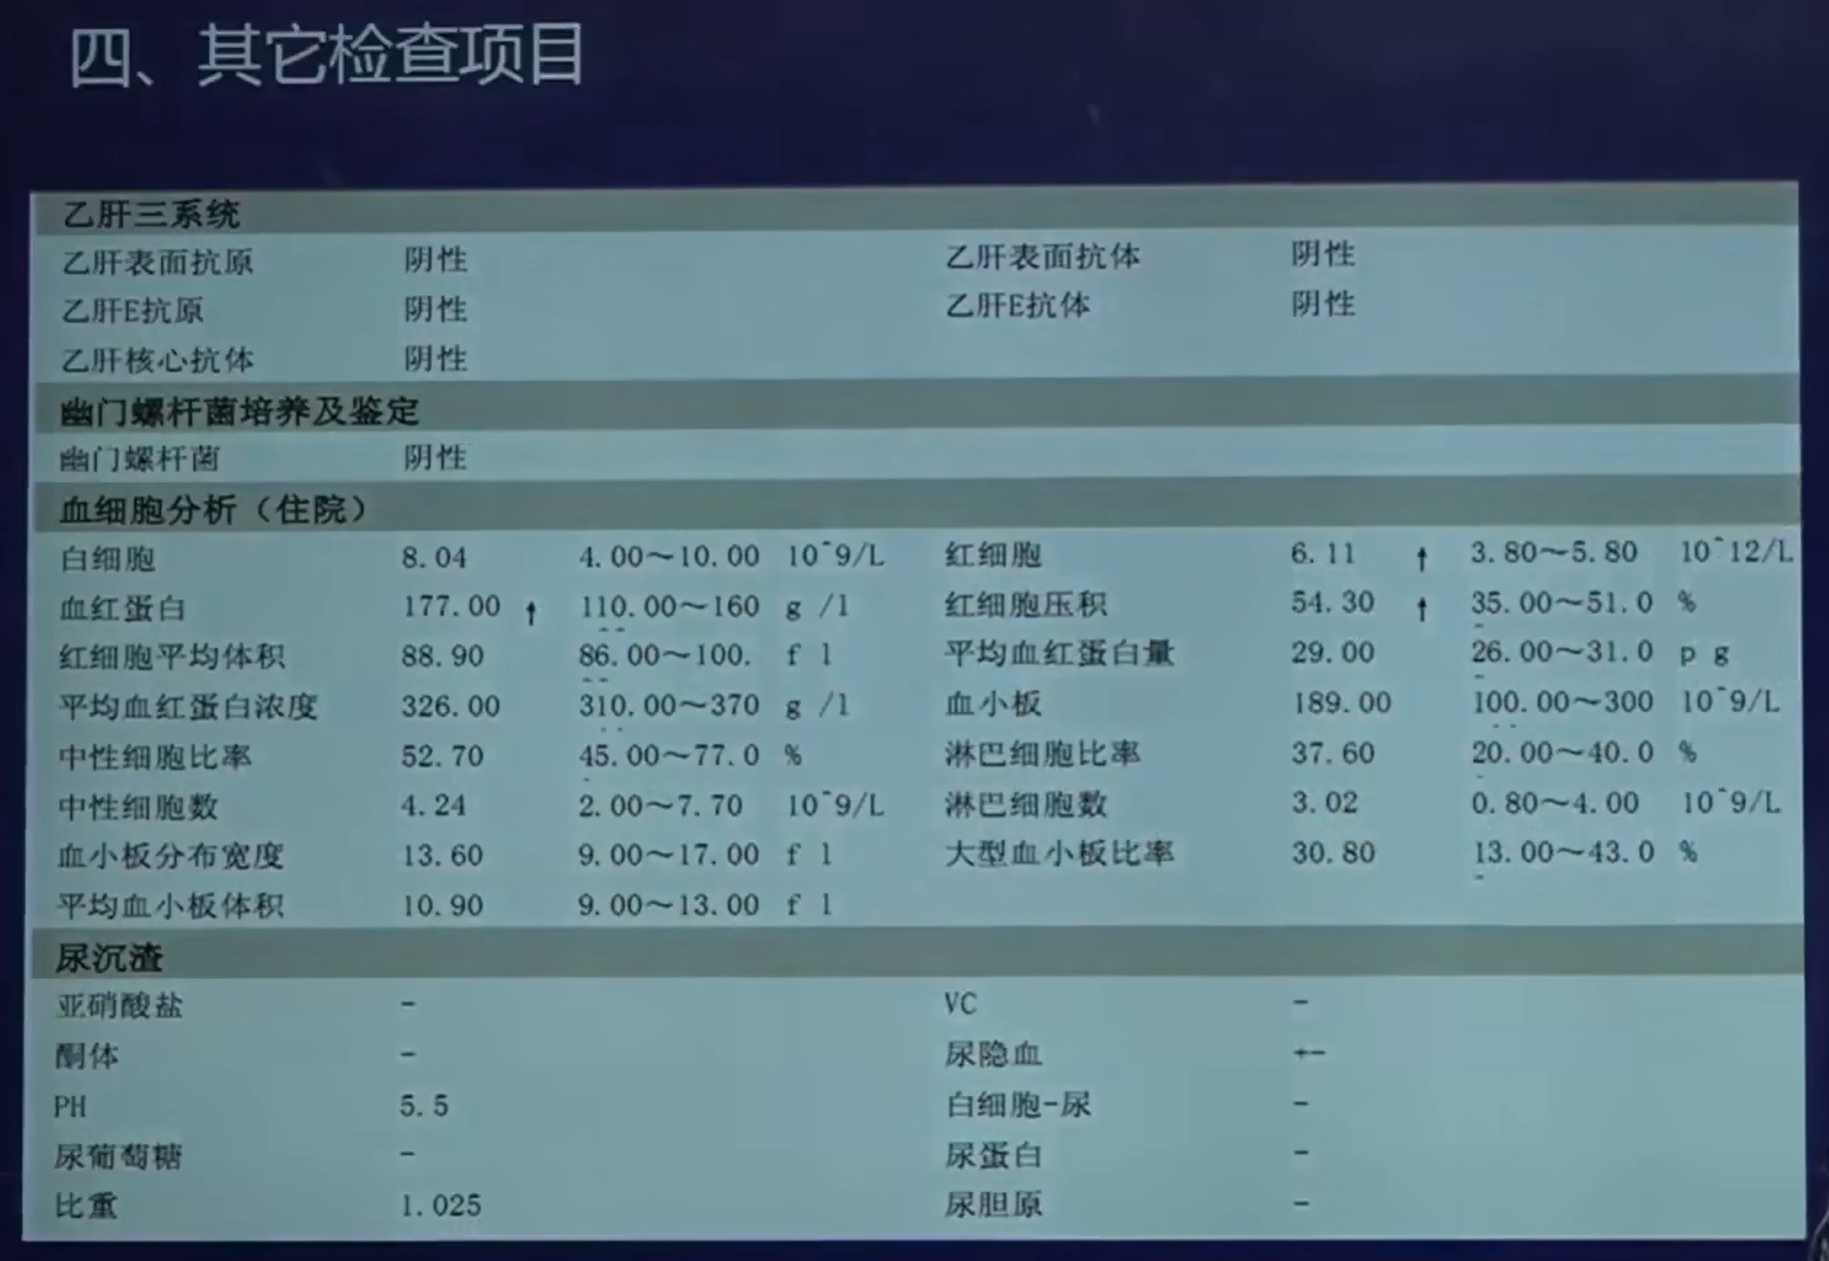 四、其它检查项目
乙肝三系统
乙肝表面抗原 阴性 乙肝表面抗体 阴性
乙肝E抗原 阴性 乙肝E抗体 阴性
乙肝核心抗体 阴性
幽门螺杆菌培养及鉴定
幽门螺杆菌 阴性
血细胞分析（住院）
白细胞 8.04 4.00～10.00 10^9/L 红细胞 6.11 ↑ 3.80～5.80 10^12/L
血红蛋白 177.00 ↑ 110.00～160 g /l 红细胞压积 54.30 ↑ 35.00～51.0 %
红细胞平均体积 88.90 86.00～100. f l 平均血红蛋白量 29.00 26.00～31.0 p g
平均血红蛋白浓度 326.00 310.00～370 g /l 血小板 189.00 100.00～300 10^9/L
中性细胞比率 52.70 45.00～77.0 % 淋巴细胞比率 37.60 20.00～40.0 %
中性细胞数 4.24 2.00～7.70 10^9/L 淋巴细胞数 3.02 0.80～4.00 10^9/L
血小板分布宽度 13.60 9.00～17.00 f l 大型血小板比率 30.80 13.00～43.0 %
平均血小板体积 10.90 9.00～13.00 f l
尿沉渣
亚硝酸盐 - VC -
酮体 - 尿隐血 +-
PH 5.5 白细胞-尿 -
尿葡萄糖 - 尿蛋白 -
比重 1.025 尿胆原 -